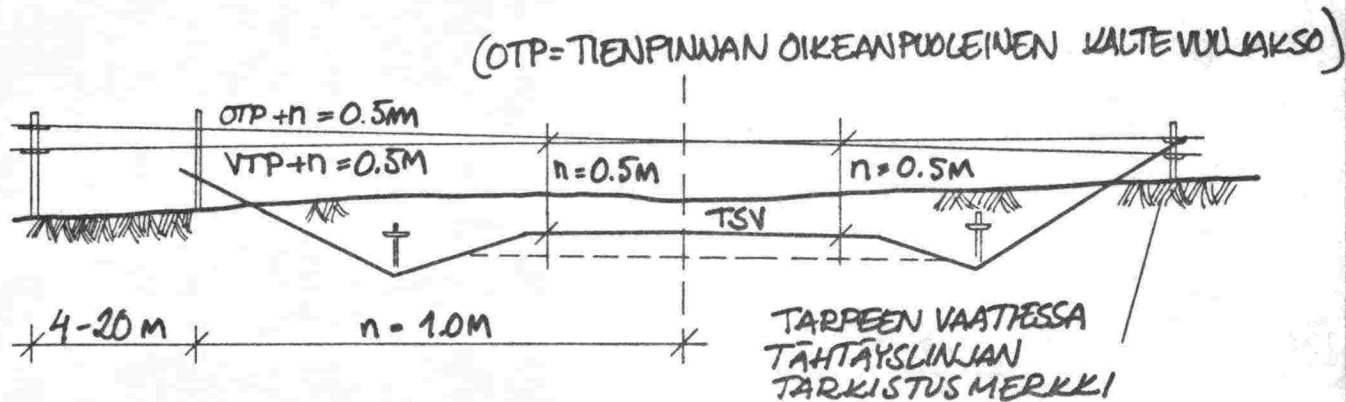 (OTP=TIENPINNAN OIKEANPUOLEINEN KALTEVUUJAKSO)
OTP+n = 0.5M
VTP+n = 0.5M
n=0.5M
n=0.5M
TSV
4-20 M
n = 1.0M
TARPEEN VAATIESSA
TÄHTÄYSLINJAN
TARKISTUSMERKKI